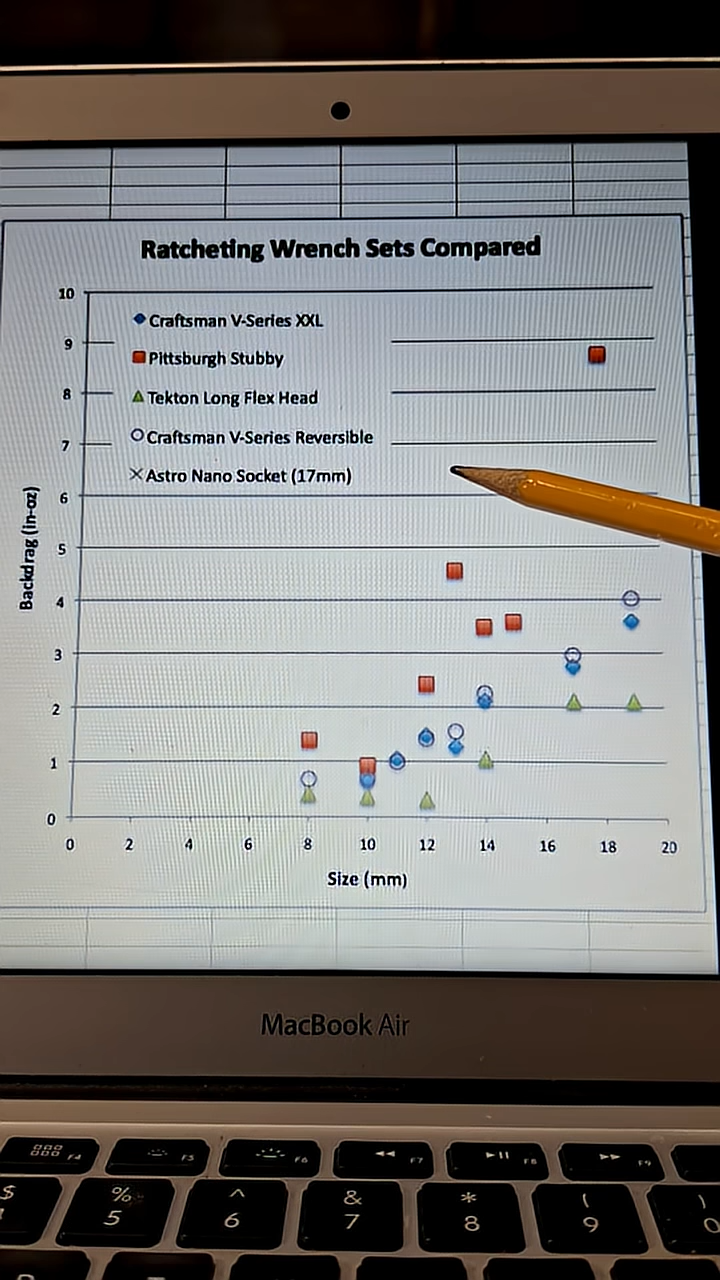 Ratcheting Wrench Sets Compared
10
9
8
7
6
5
4
3
2
1
0
Craftsman V-Series XXL
Pittsburgh Stubby
Tekton Long Flex Head
Craftsman V-Series Reversible
Astro Nano Socket (17mm)
Backdrag (in-oz)
0 2 4 6 8 10 12 14 16 18 20
Size (mm)
MacBook Air
F4 F5 F6 F7 F8 F9
$ % ^ & * ( )
5 6 7 8 9 0